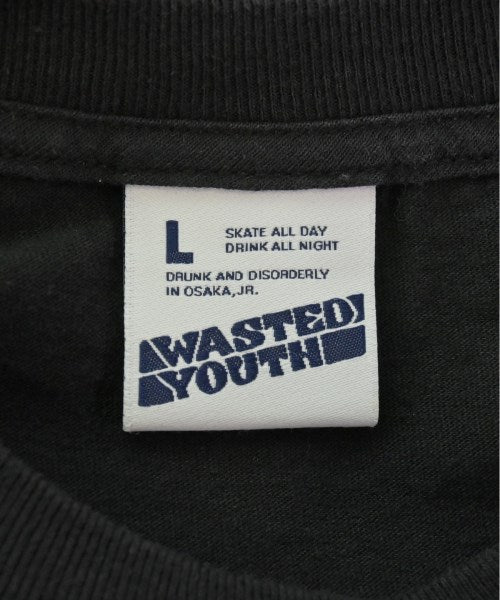 L
SKATE ALL DAY
DRINK ALL NIGHT
DRUNK AND DISORDERLY
IN OSAKA, JR.
WASTED
YOUTH